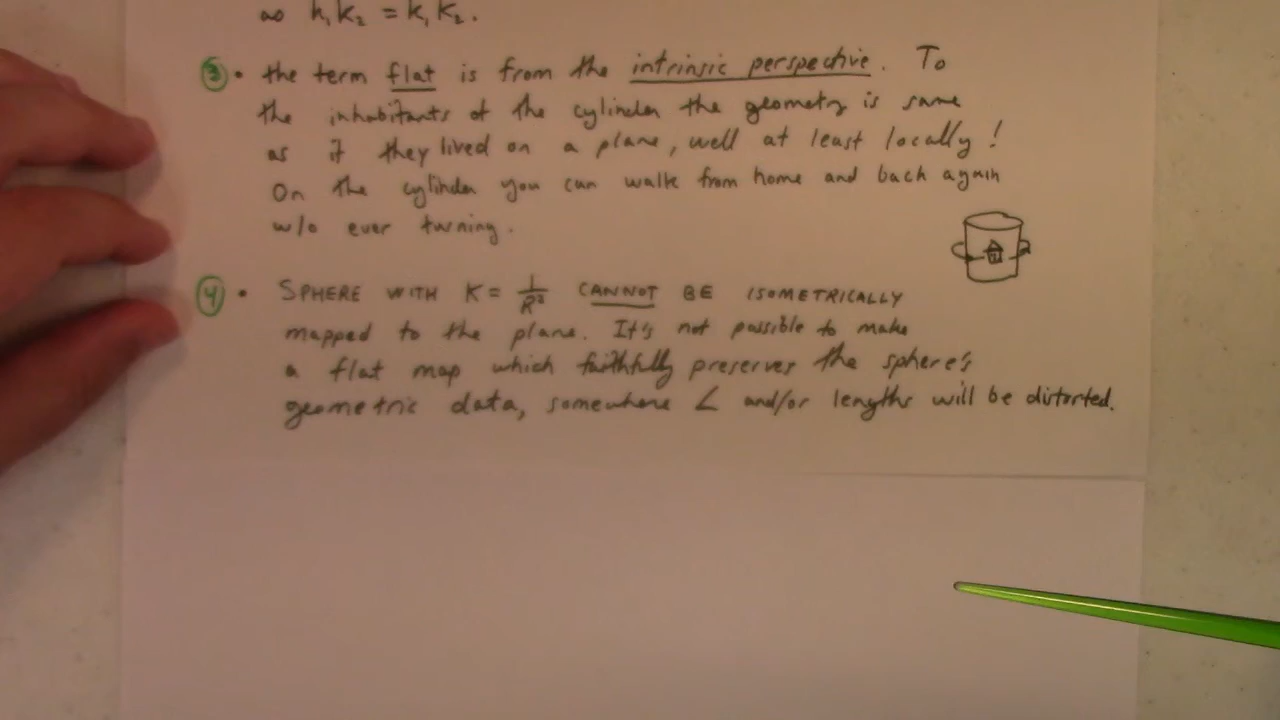 so k₁k₂ = k̄₁k̄₂.
③ • the term flat is from the intrinsic perspective. To
the inhabitants of the cylinder the geometry is same
as if they lived on a plane, well at least locally!
On the cylinder you can walk from home and back again
w/o ever turning.
④ • SPHERE WITH K = 1/R² CANNOT BE ISOMETRICALLY
mapped to the plane. It's not possible to make
a flat map which faithfully preserves the sphere's
geometric data, somewhere ∠ and/or lengths will be distorted.